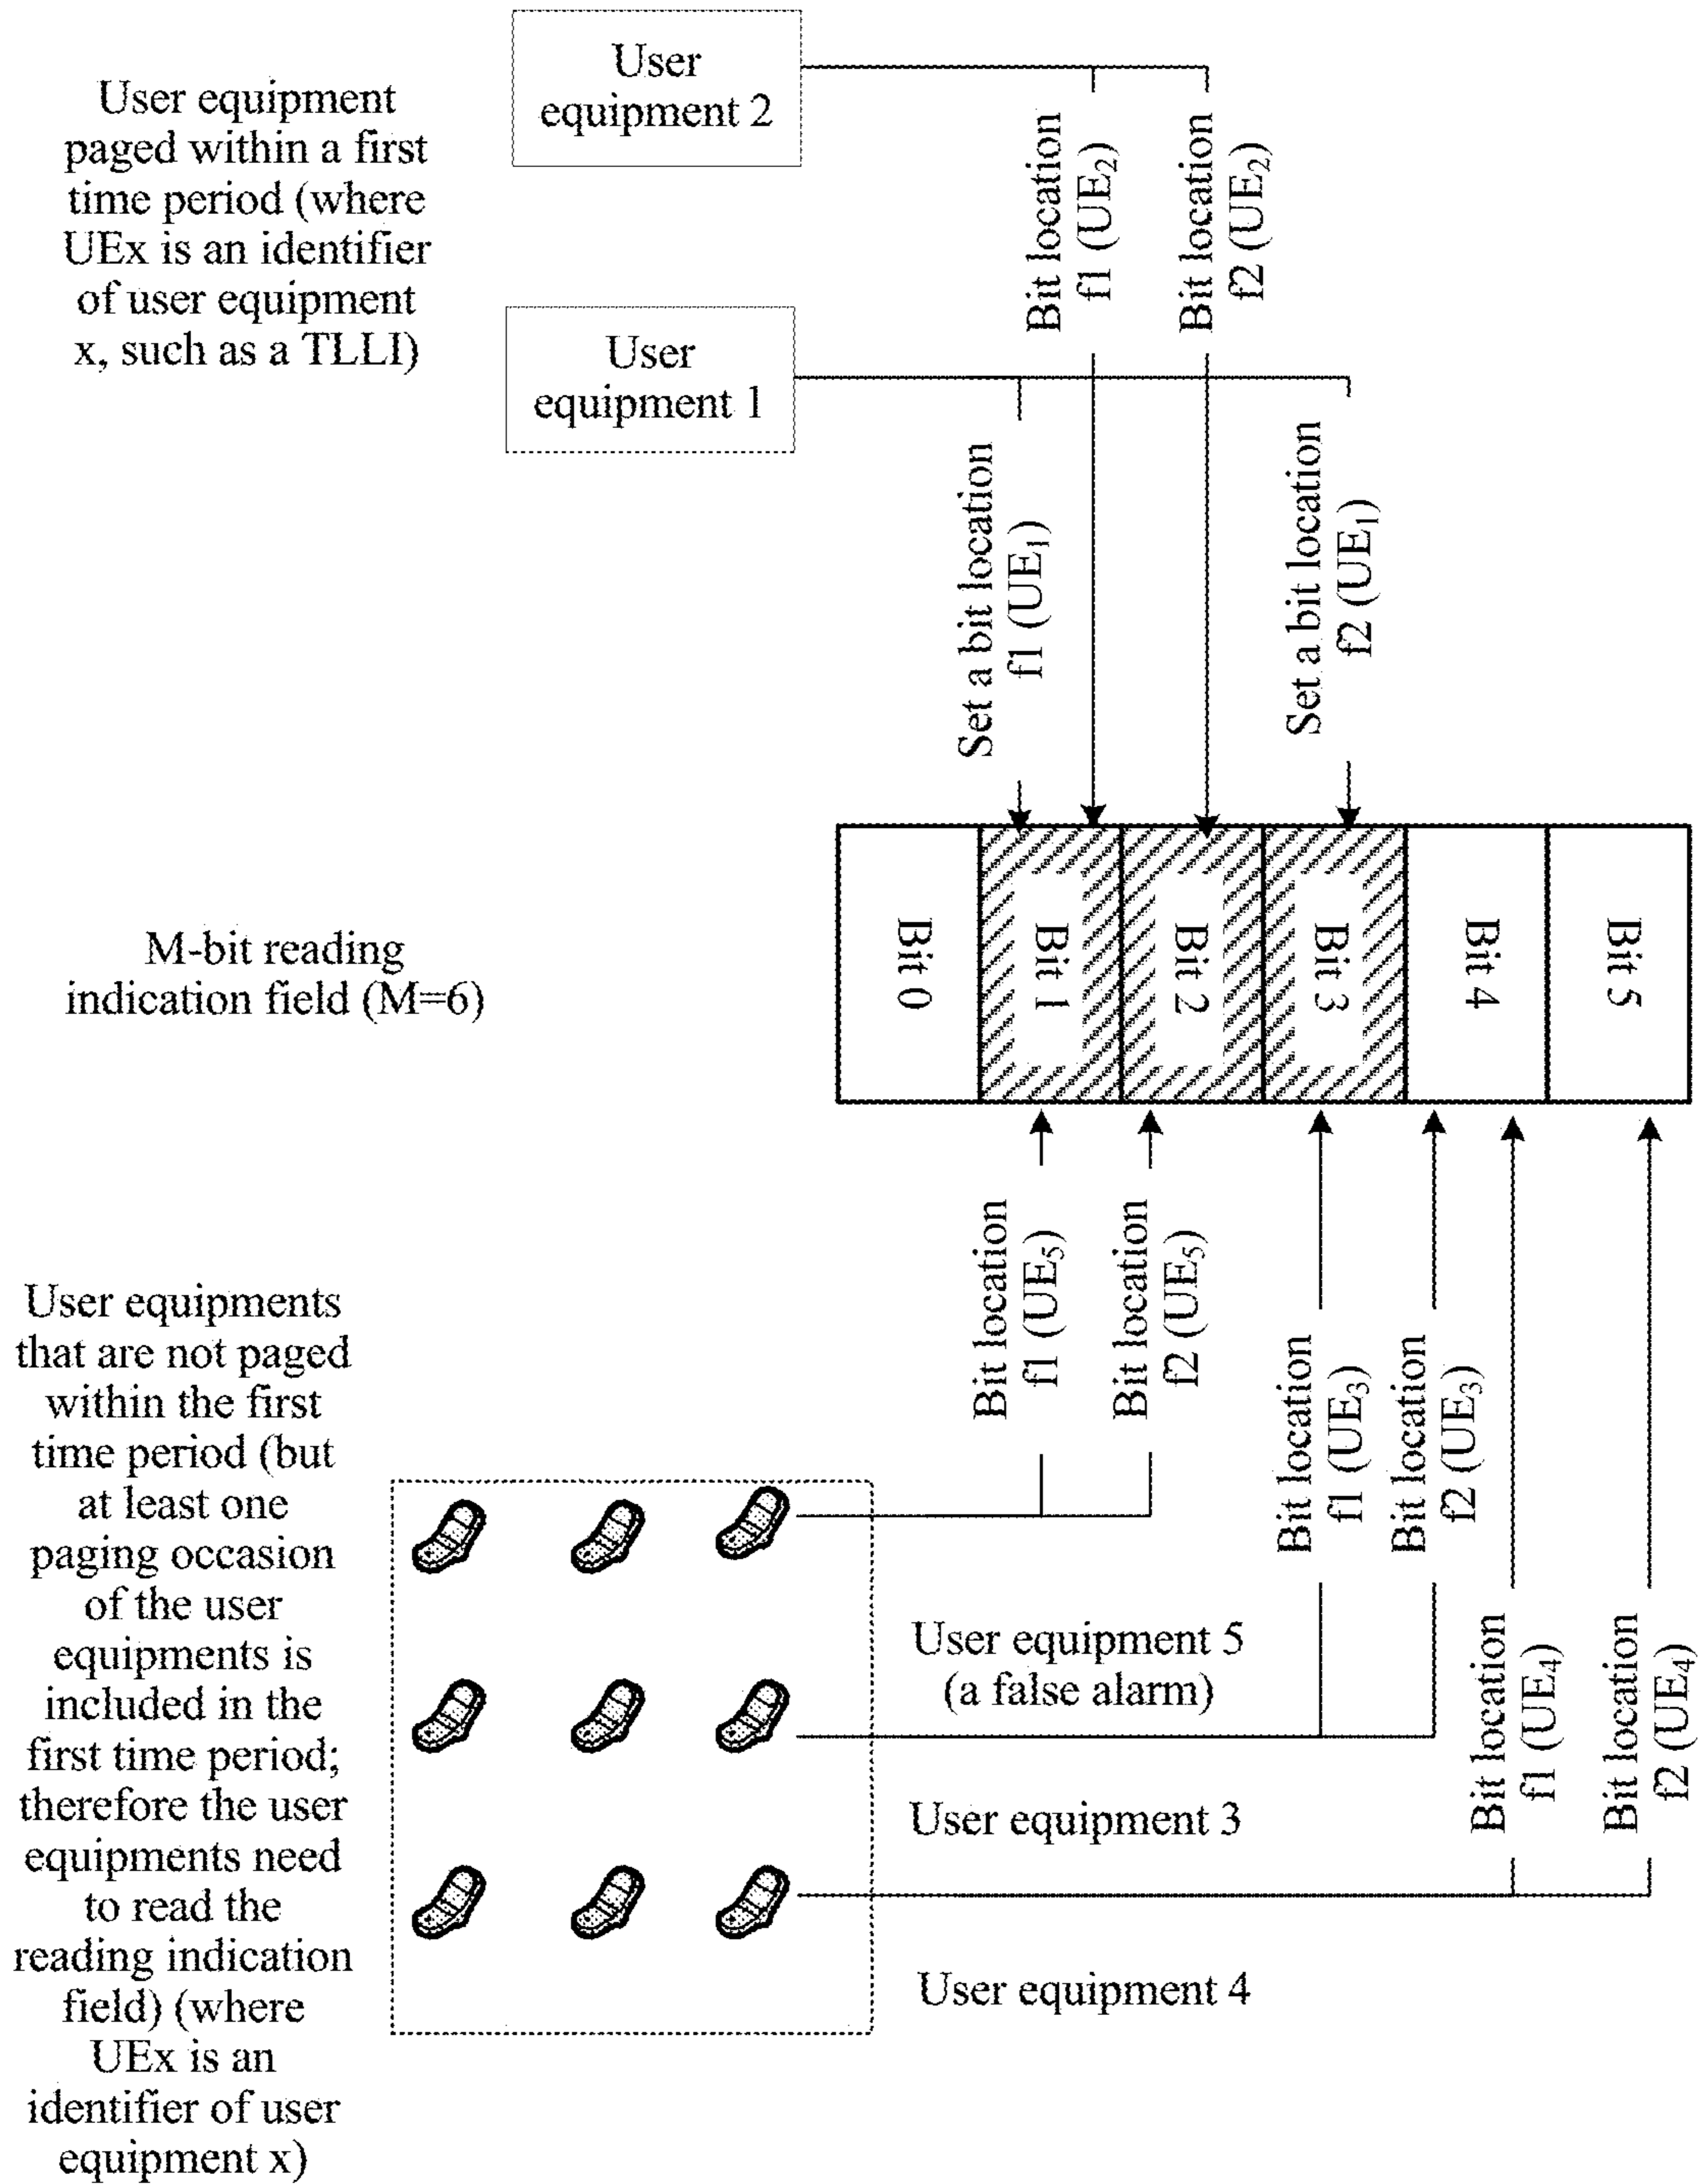 User equipment
paged within a first
time period (where
UEx is an identifier
of user equipment
x, such as a TLLI)
User
equipment 2
User
equipment 1
Bit location
f1 (UE2)
Bit location
f2 (UE2)
Set a bit location
f1 (UE1)
Set a bit location
f2 (UE1)
M-bit reading
indication field (M=6)
Bit 0
Bit 1
Bit 2
Bit 3
Bit 4
Bit 5
Bit location
f1 (UE5)
Bit location
f2 (UE5)
Bit location
f1 (UE3)
Bit location
f2 (UE3)
Bit location
f1 (UE4)
Bit location
f2 (UE4)
User equipments
that are not paged
within the first
time period (but
at least one
paging occasion
of the user
equipments is
included in the
first time period;
therefore the user
equipments need
to read the
reading indication
field) (where
UEx is an
identifier of user
equipment x)
User equipment 5
(a false alarm)
User equipment 3
User equipment 4